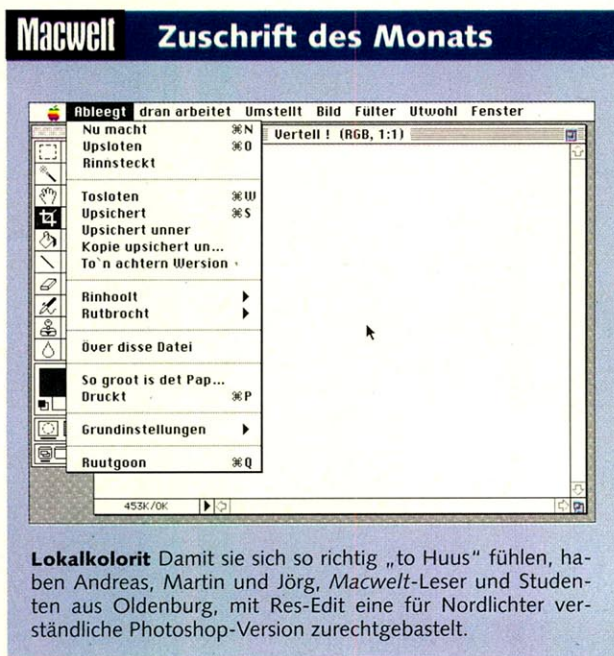 Macwelt Zuschrift des Monats
Ableegt dran arbeitet Umstellt Bild Fülter Utwohl Fenster
Vertell ! (RGB, 1:1)
Nu macht ⌘N
Upsloten ⌘O
Rinnsteckt
Tosloten ⌘W
Upsichert ⌘S
Upsichert unner
Kopie upsichert un...
To`n achtern Wersion
Rinhoolt
Rutbrocht
Över disse Datei
So groot is det Pap...
Druckt ⌘P
Grundinstellungen
Ruutgoon ⌘Q
453K/0K
Lokalkolorit Damit sie sich so richtig „to Huus“ fühlen, ha-
ben Andreas, Martin und Jörg, Macwelt-Leser und Studen-
ten aus Oldenburg, mit Res-Edit eine für Nordlichter ver-
ständliche Photoshop-Version zurechtgebastelt.